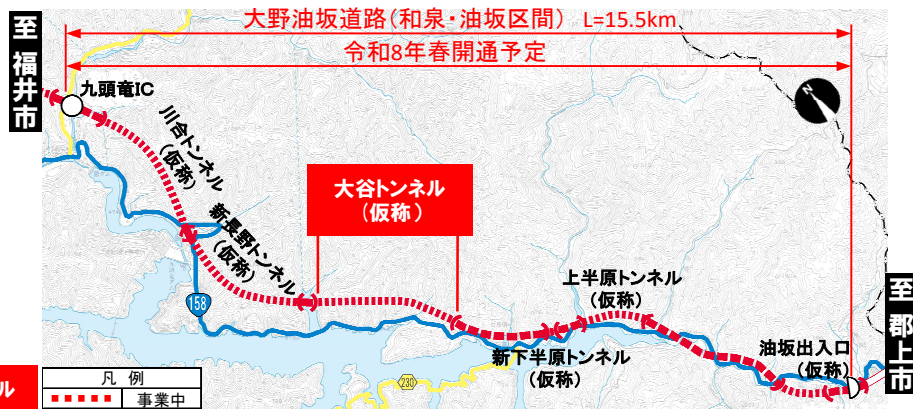 大野油坂道路(和泉・油坂区間) L=15.5km
令和8年春開通予定
至 福井市
九頭竜IC
N
川合トンネル
(仮称)
新長野トンネル
(仮称)
大谷トンネル
(仮称)
158
上半原トンネル
(仮称)
新下半原トンネル
(仮称)
230
油坂出入口
(仮称)
至 郡上市
ル
凡 例
事業中